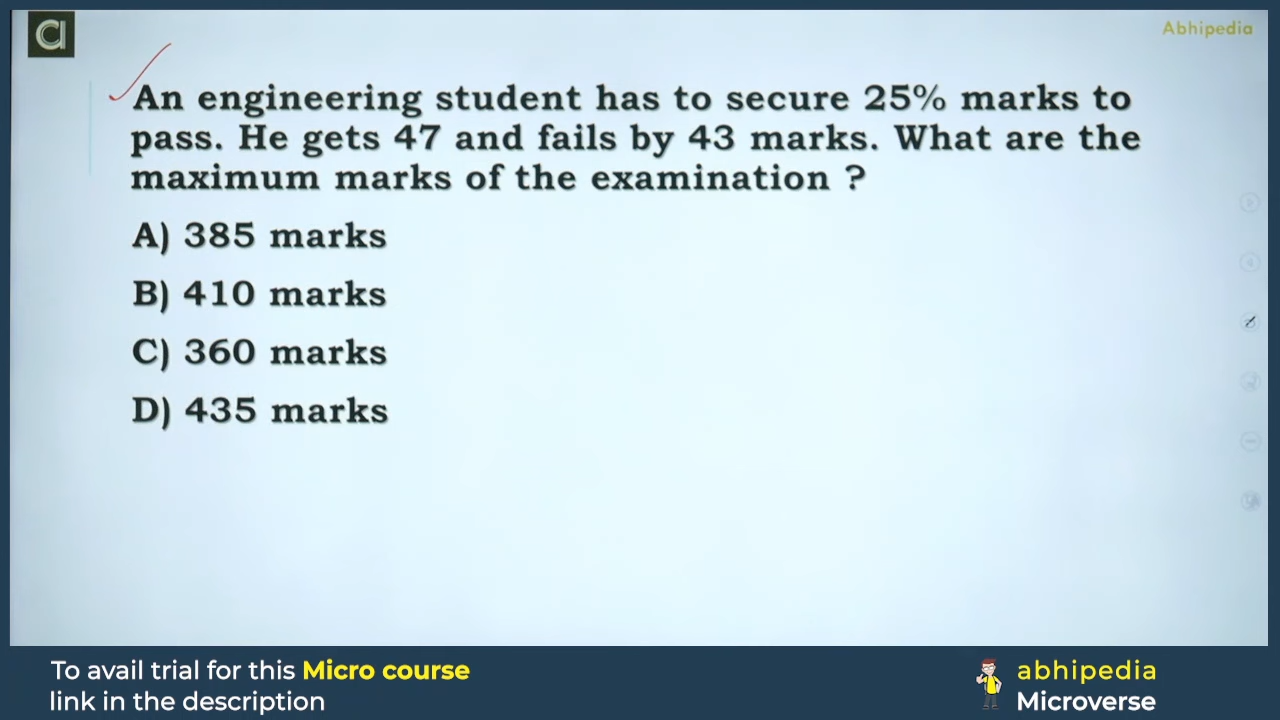 Abhipedia
An engineering student has to secure 25% marks to
pass. He gets 47 and fails by 43 marks. What are the
maximum marks of the examination ?
A) 385 marks
B) 410 marks
C) 360 marks
D) 435 marks
To avail trial for this Micro course
link in the description
abhipedia
Microverse